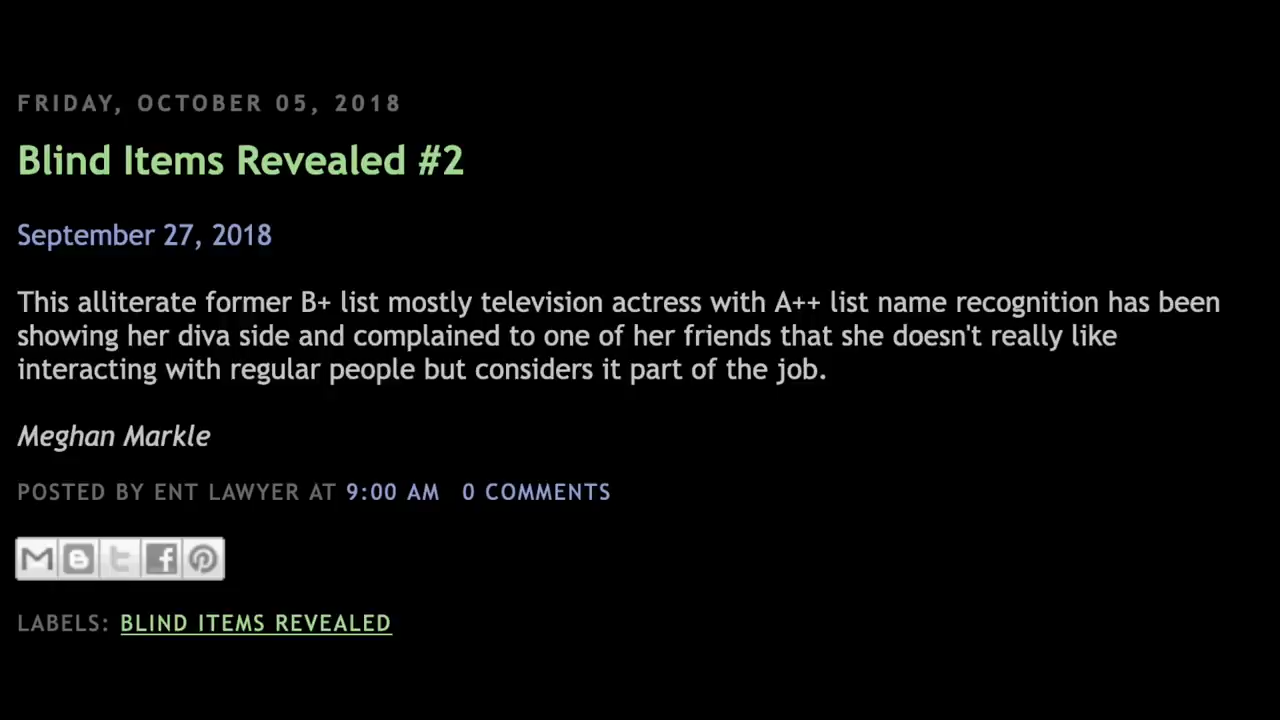 FRIDAY, OCTOBER 05, 2018
Blind Items Revealed #2
September 27, 2018
This alliterate former B+ list mostly television actress with A++ list name recognition has been
showing her diva side and complained to one of her friends that she doesn't really like
interacting with regular people but considers it part of the job.
Meghan Markle
POSTED BY ENT LAWYER AT 9:00 AM 0 COMMENTS
LABELS: BLIND ITEMS REVEALED